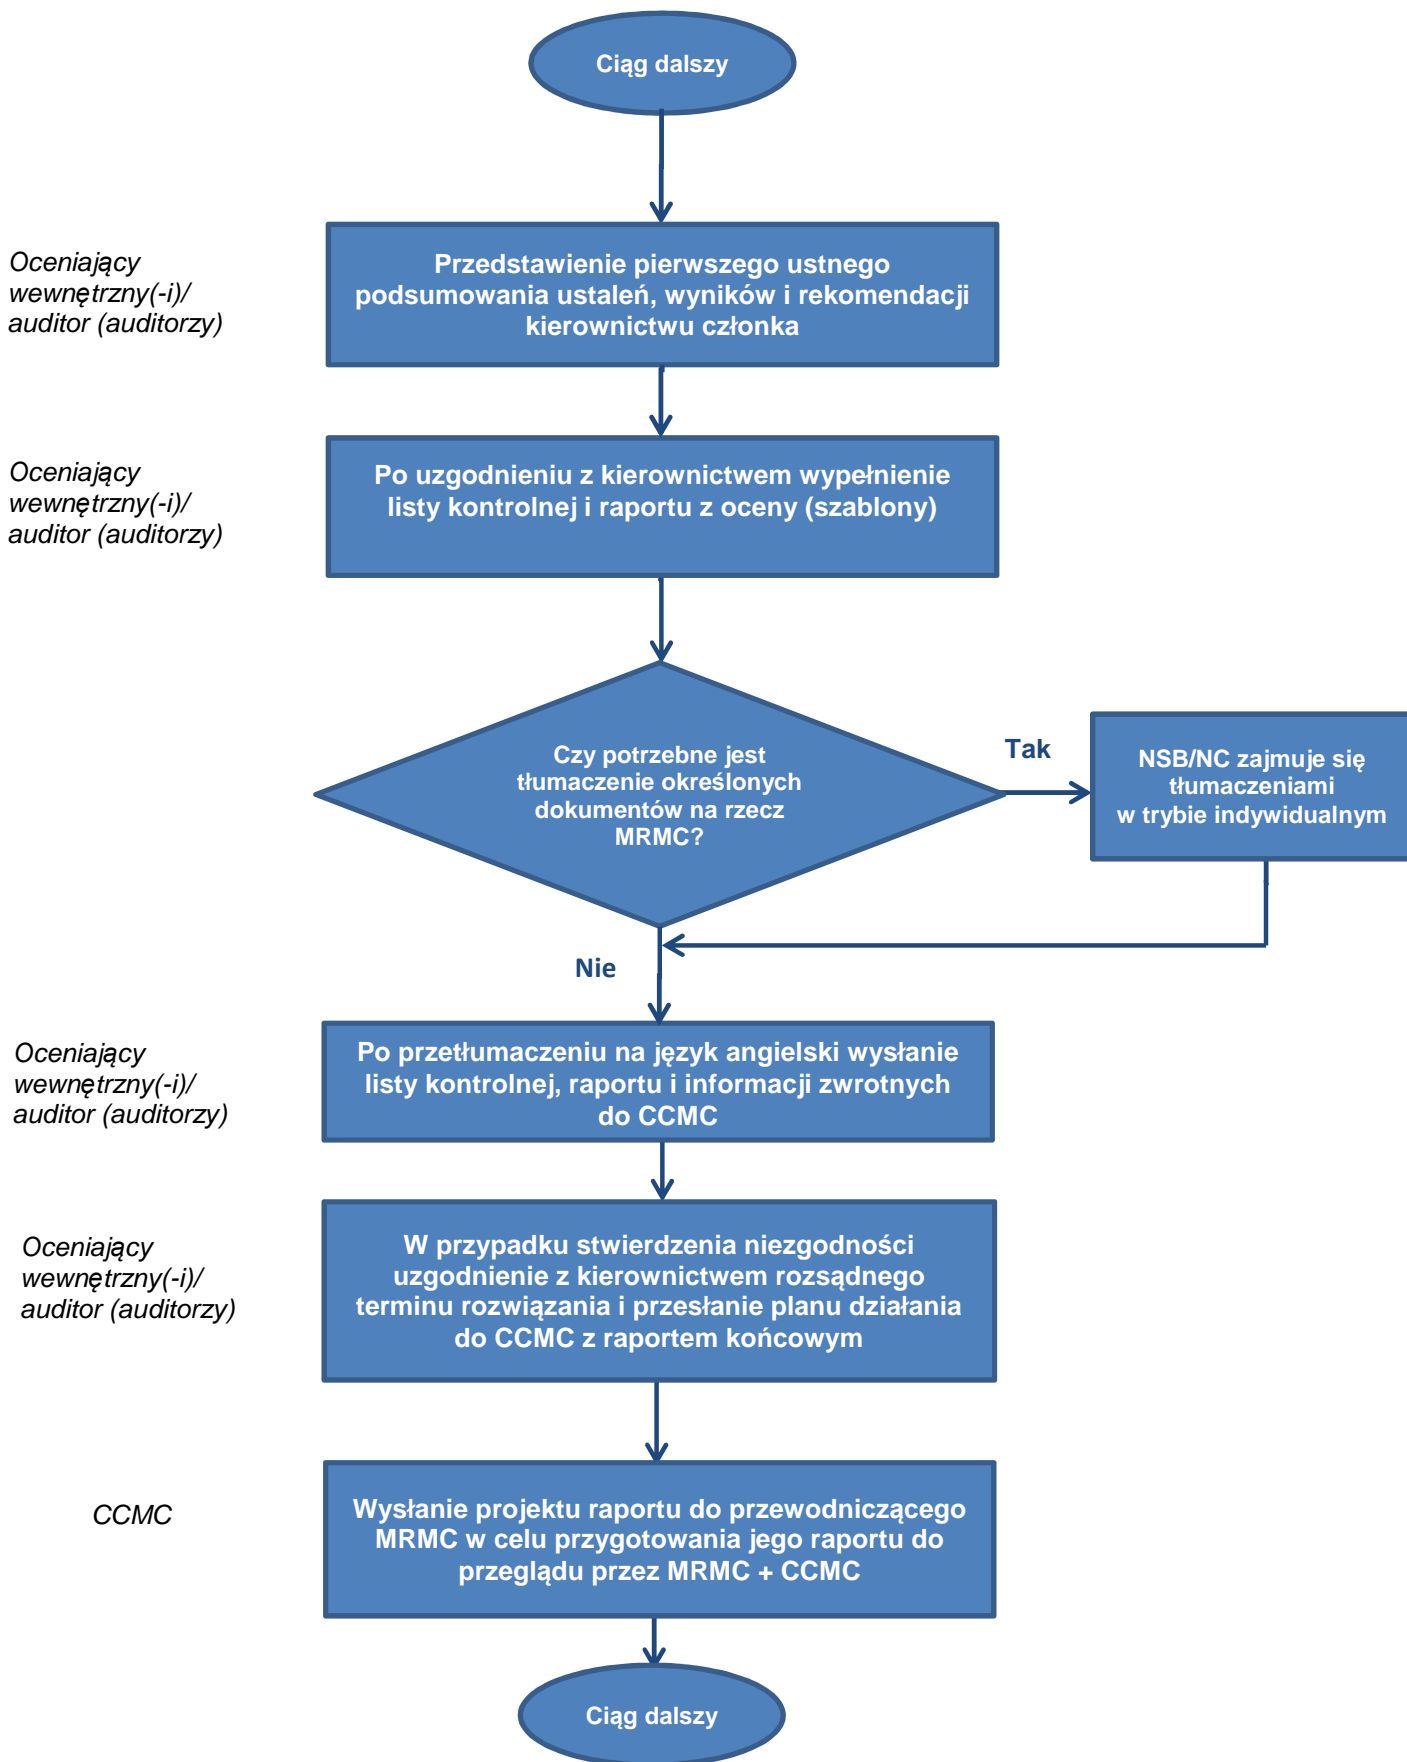 Ciąg dalszy
Oceniający
wewnętrzny(-i)/
auditor (auditorzy)
Przedstawienie pierwszego ustnego
podsumowania ustaleń, wyników i rekomendacji
kierownictwu członka
Oceniający
wewnętrzny(-i)/
auditor (auditorzy)
Po uzgodnieniu z kierownictwem wypełnienie
listy kontrolnej i raportu z oceny (szablony)
Czy potrzebne jest
tłumaczenie określonych
dokumentów na rzecz
MRMC?
Tak
NSB/NC zajmuje się
tłumaczeniami
w trybie indywidualnym
Nie
Oceniający
wewnętrzny(-i)/
auditor (auditorzy)
Po przetłumaczeniu na język angielski wysłanie
listy kontrolnej, raportu i informacji zwrotnych
do CCMC
Oceniający
wewnętrzny(-i)/
auditor (auditorzy)
W przypadku stwierdzenia niezgodności
uzgodnienie z kierownictwem rozsądnego
terminu rozwiązania i przesłanie planu działania
do CCMC z raportem końcowym
CCMC
Wysłanie projektu raportu do przewodniczącego
MRMC w celu przygotowania jego raportu do
przeglądu przez MRMC + CCMC
Ciąg dalszy